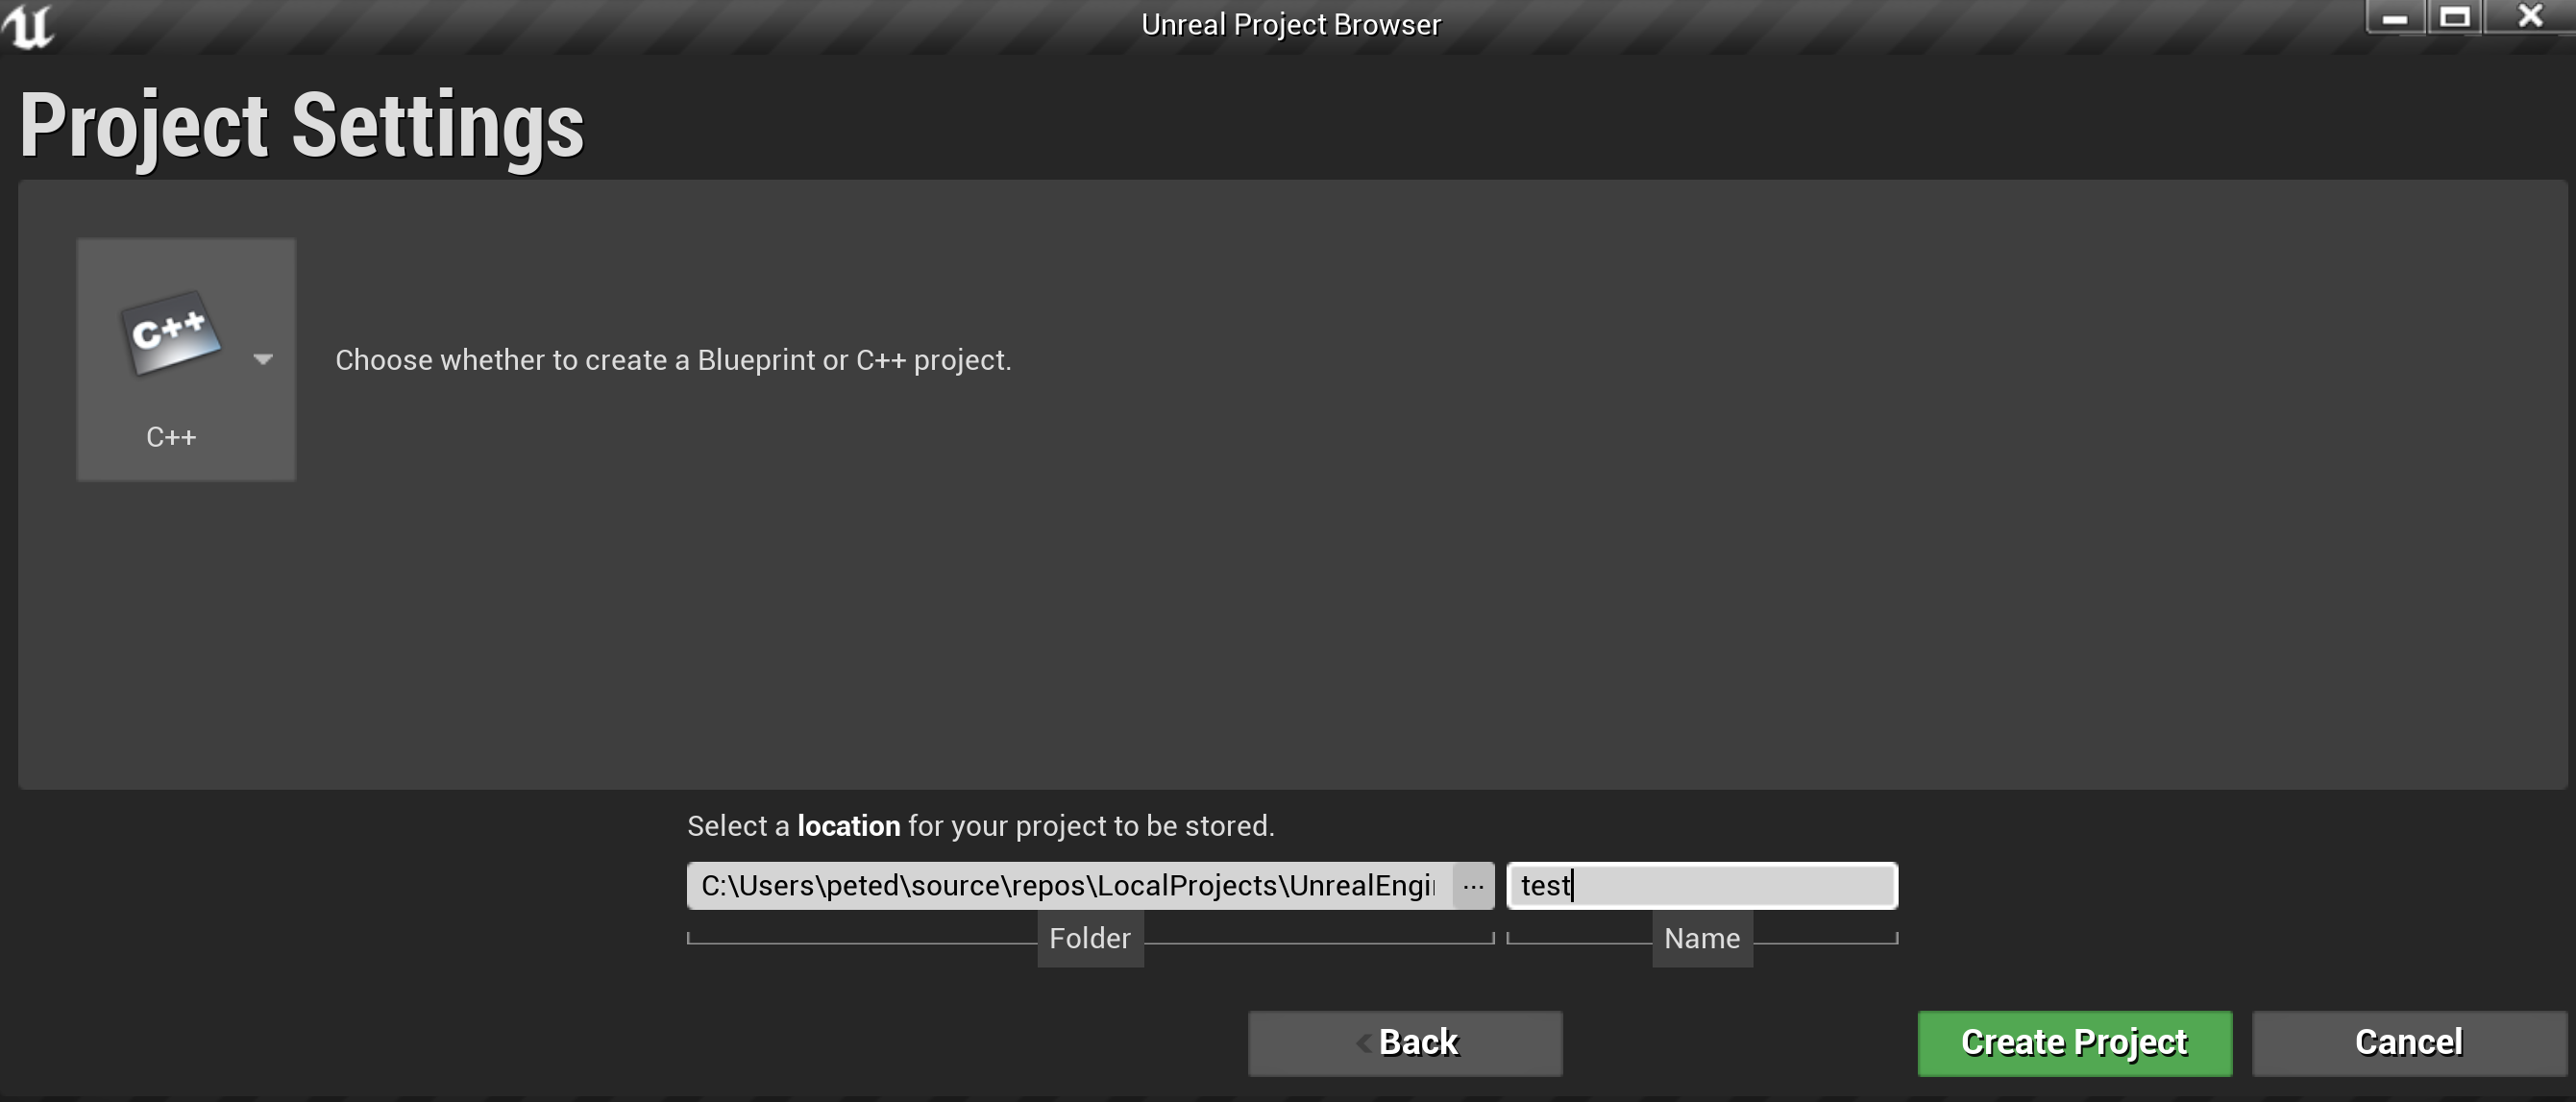 Unreal Project Browser
Project Settings
C++
Choose whether to create a Blueprint or C++ project.
C++
Select a location for your project to be stored.
C:\Users\peted\source\repos\LocalProjects\UnrealEngi
...
test
Folder
Name
Back
Create Project
Cancel